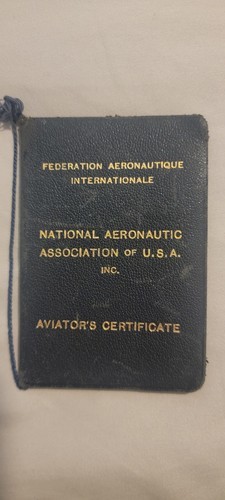 FEDERATION AERONAUTIQUE
INTERNATIONALE
NATIONAL AERONAUTIC
ASSOCIATION OF U.S.A.
INC.
AVIATOR'S CERTIFICATE